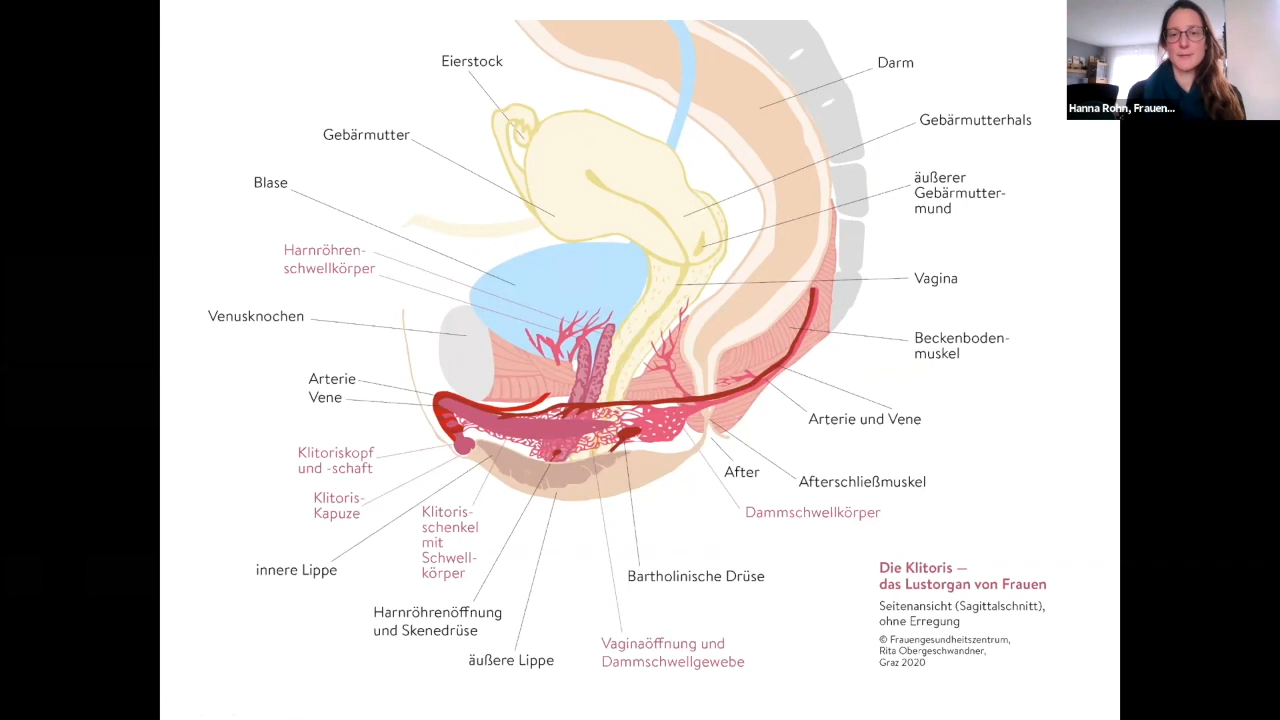 Hanna Rohn, Frauen...
Eierstock
Darm
Gebärmutterhals
Gebärmutter
äußerer
Gebärmutter-
mund
Blase
Harnröhren-
schwellkörper
Vagina
Venusknochen
Beckenboden-
muskel
Arterie
Vene
Arterie und Vene
Klitoriskopf
und -schaft
After
Afterschließmuskel
Klitoris-
Kapuze
Klitoris-
schenkel
mit
Schwell-
körper
Dammschwellkörper
innere Lippe
Bartholinische Drüse
Harnröhrenöffnung
und Skenedrüse
äußere Lippe
Vaginaöffnung und
Dammschwellgewebe
Die Klitoris —
das Lustorgan von Frauen
Seitenansicht (Sagittalschnitt),
ohne Erregung
© Frauengesundheitszentrum,
Rita Obergeschwandner,
Graz 2020